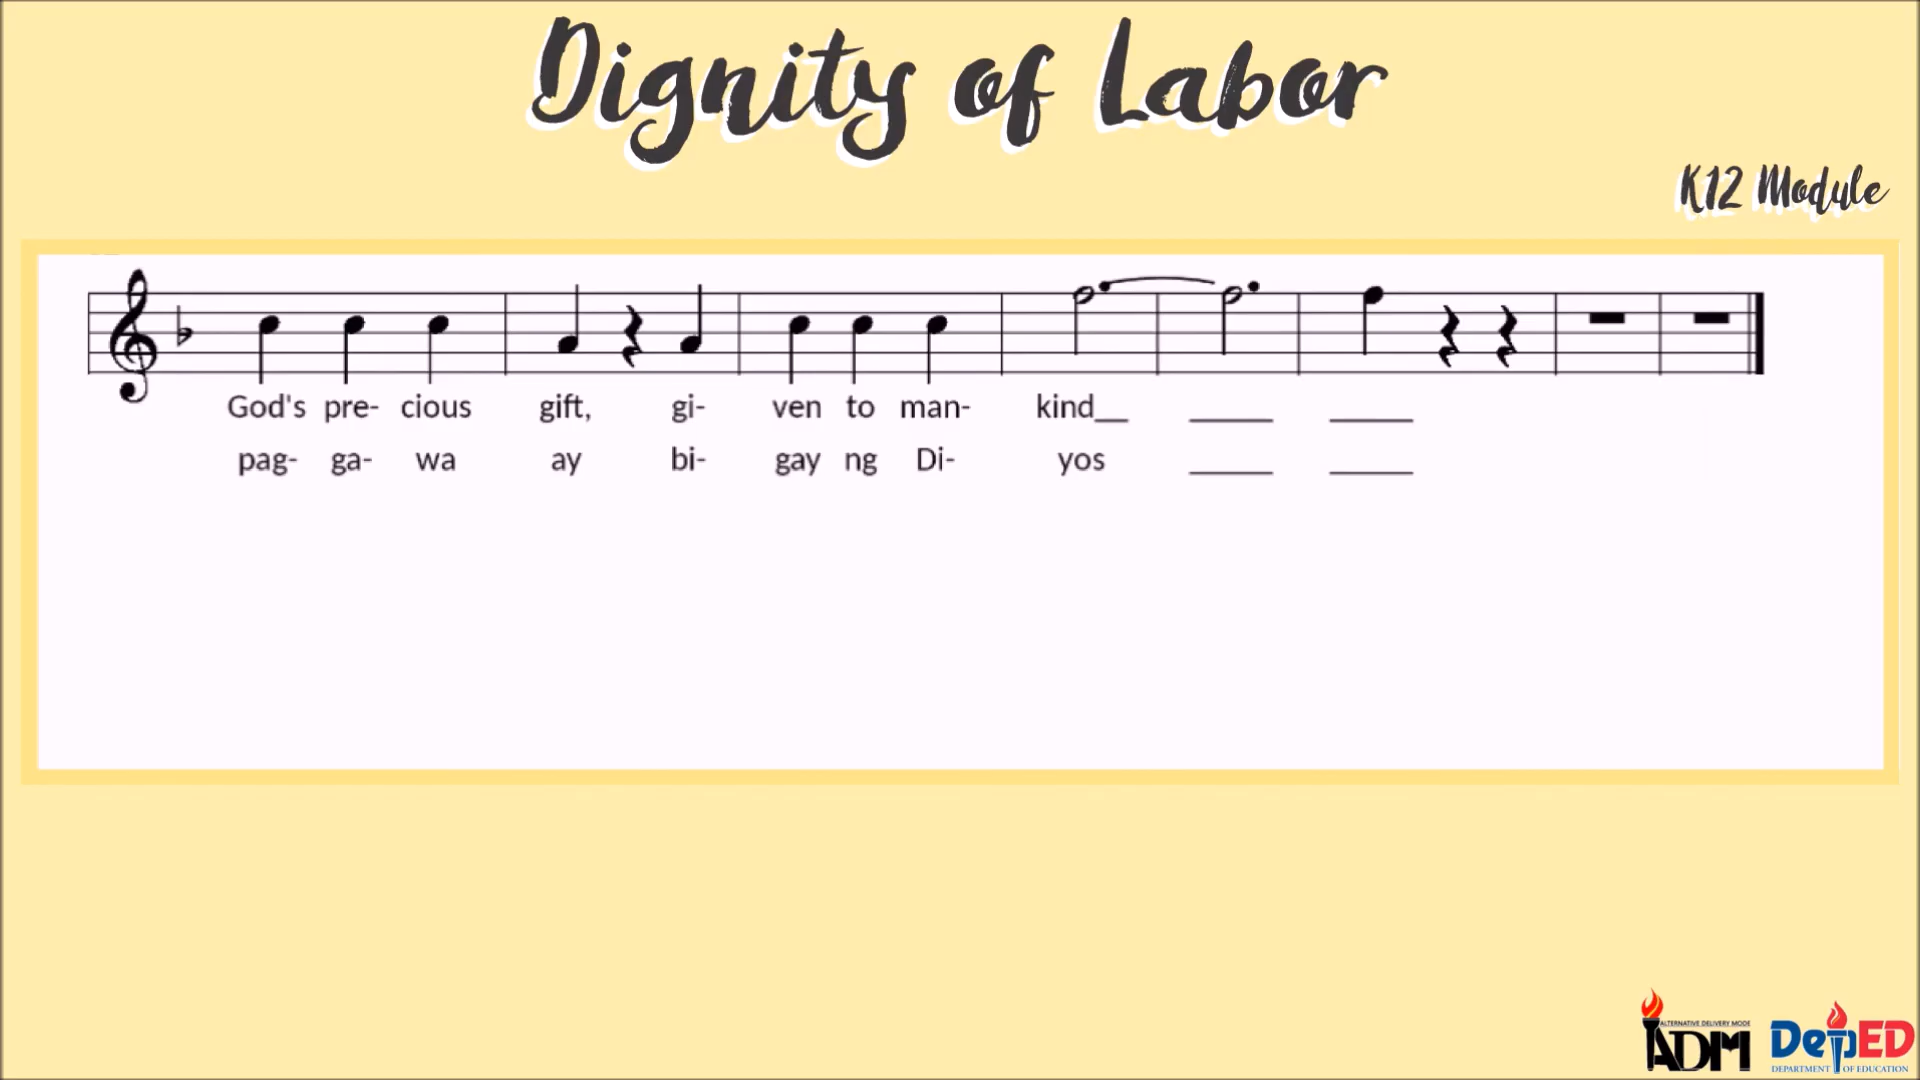 Dignity of Labor
K12 Module
God's pre- cious gift, gi- ven to man- kind__ _____ _____
pag- ga- wa ay bi- gay ng Di- yos _____ _____
ALTERNATIVE DELIVERY MODE
ADM
DepED
DEPARTMENT OF EDUCATION